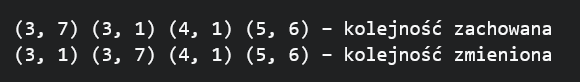 (3, 7) (3, 1) (4, 1) (5, 6) – kolejność zachowana
(3, 1) (3, 7) (4, 1) (5, 6) – kolejność zmieniona